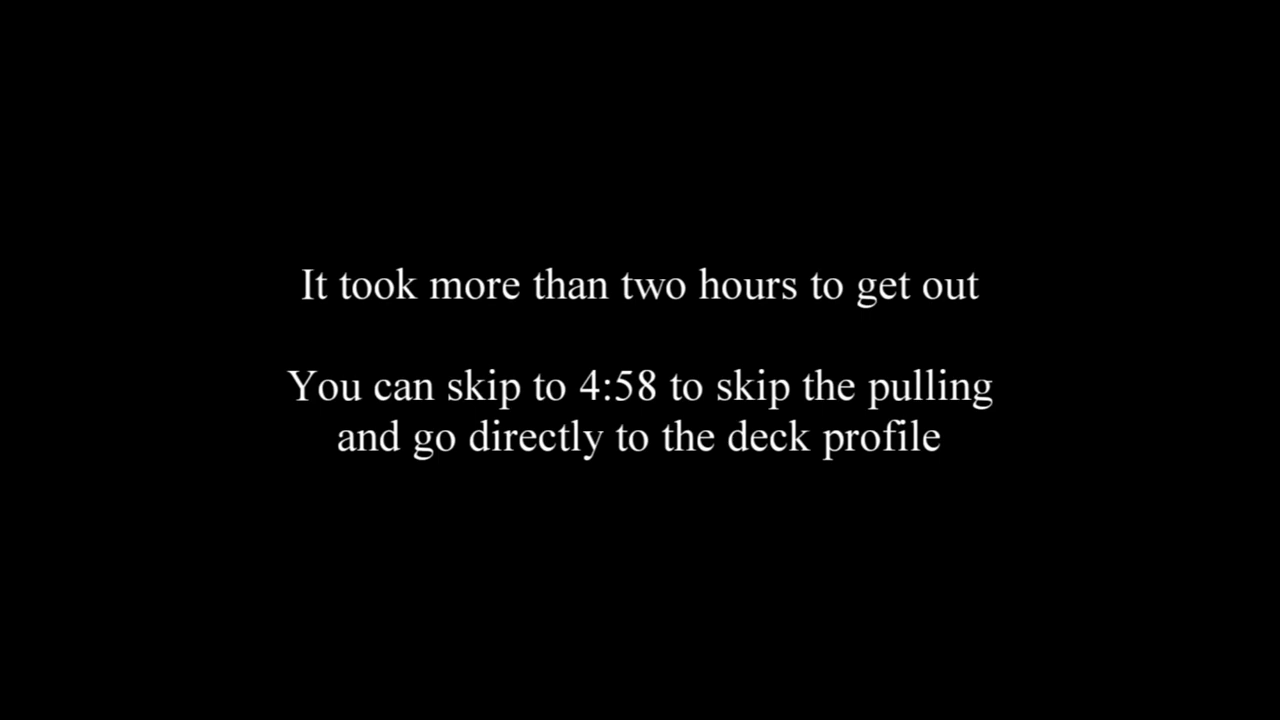 It took more than two hours to get out
You can skip to 4:58 to skip the pulling
and go directly to the deck profile